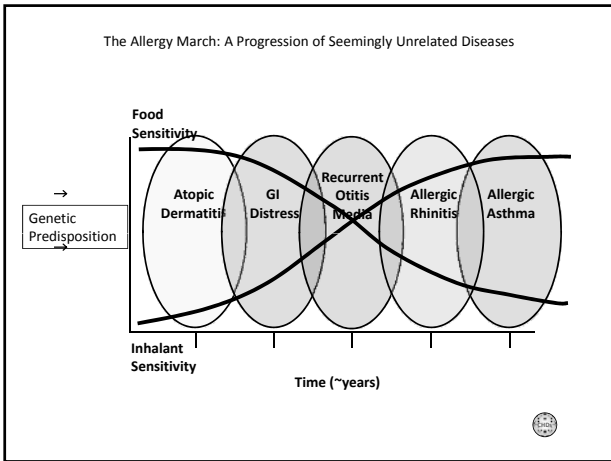 The Allergy March: A Progression of Seemingly Unrelated Diseases
Food
Sensitivity
Atopic
Dermatitis
GI
Distress
Recurrent
Otitis
Media
Allergic
Rhinitis
Allergic
Asthma
→
Genetic
Predisposition
→
Inhalant
Sensitivity
Time (~years)